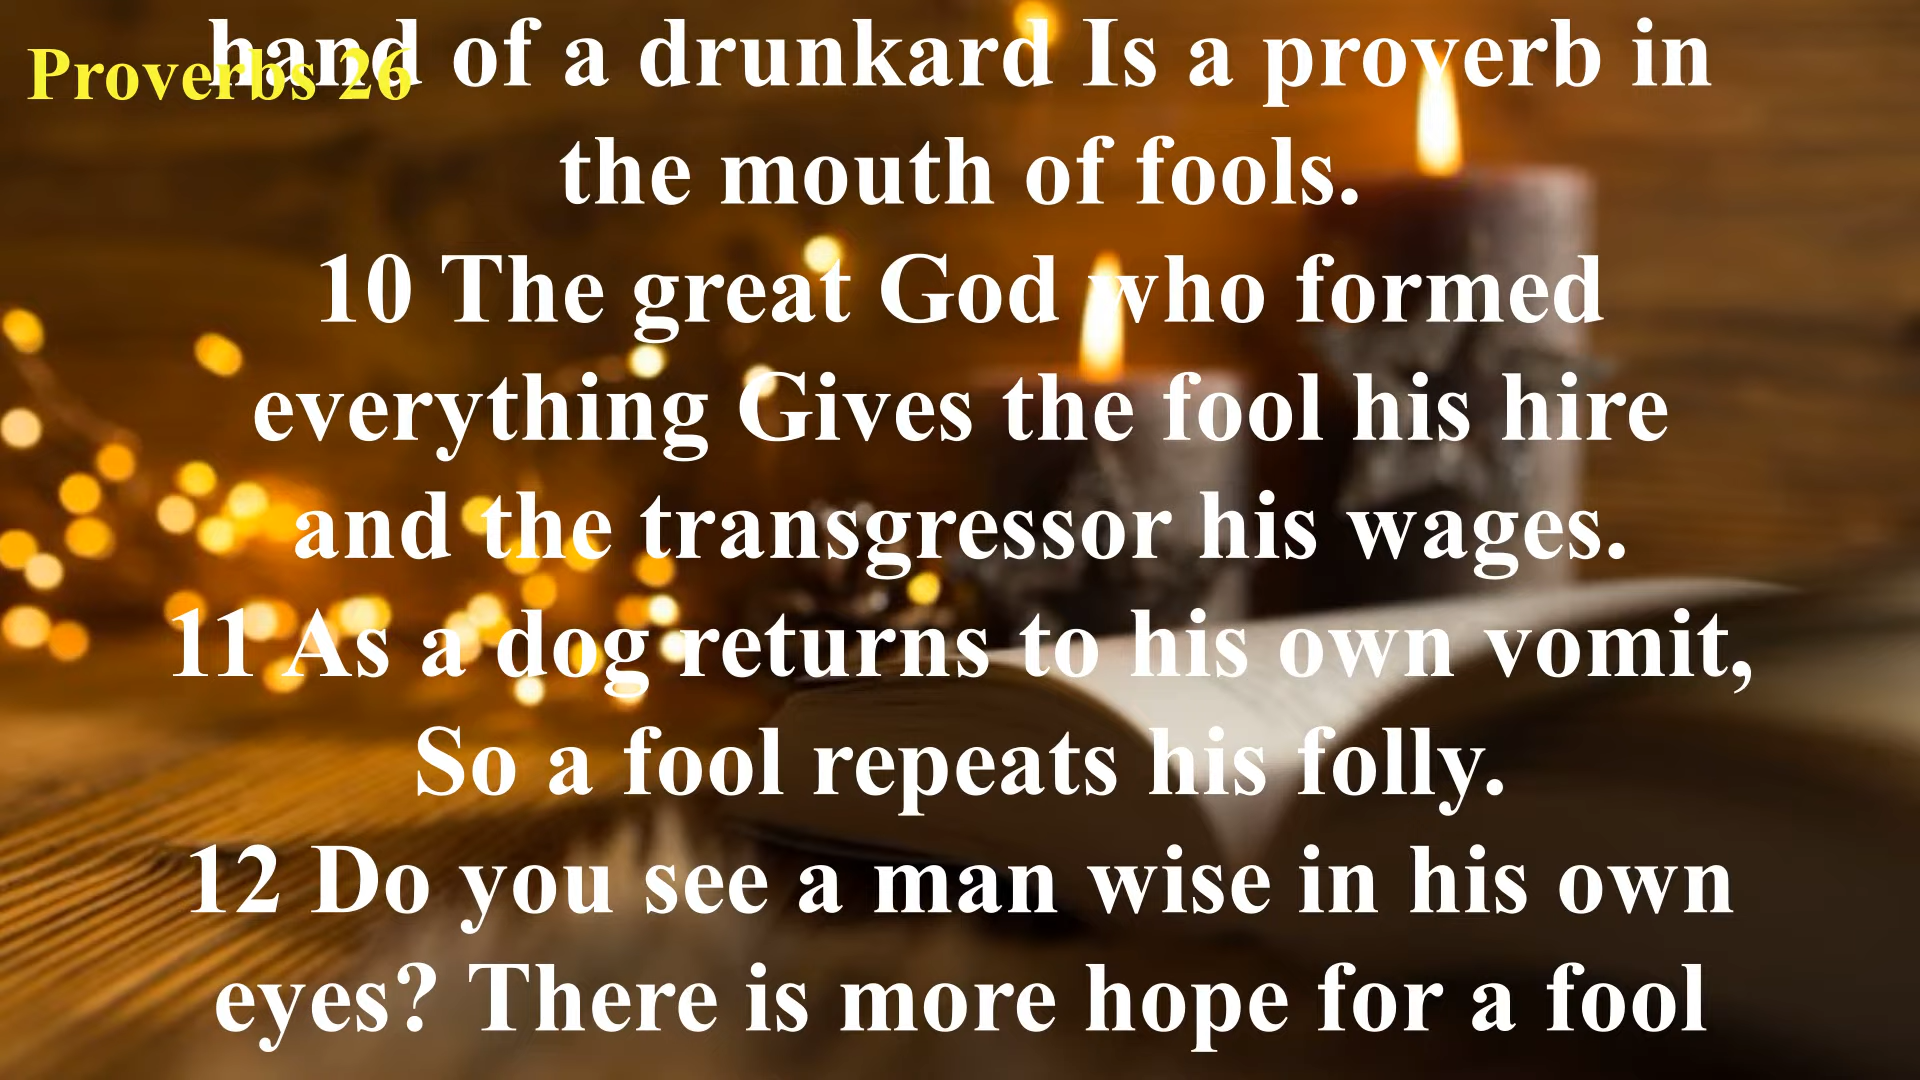 Proverbs 26
hand of a drunkard Is a proverb in
the mouth of fools.
10 The great God who formed
everything Gives the fool his hire
and the transgressor his wages.
11 As a dog returns to his own vomit,
So a fool repeats his folly.
12 Do you see a man wise in his own
eyes? There is more hope for a fool